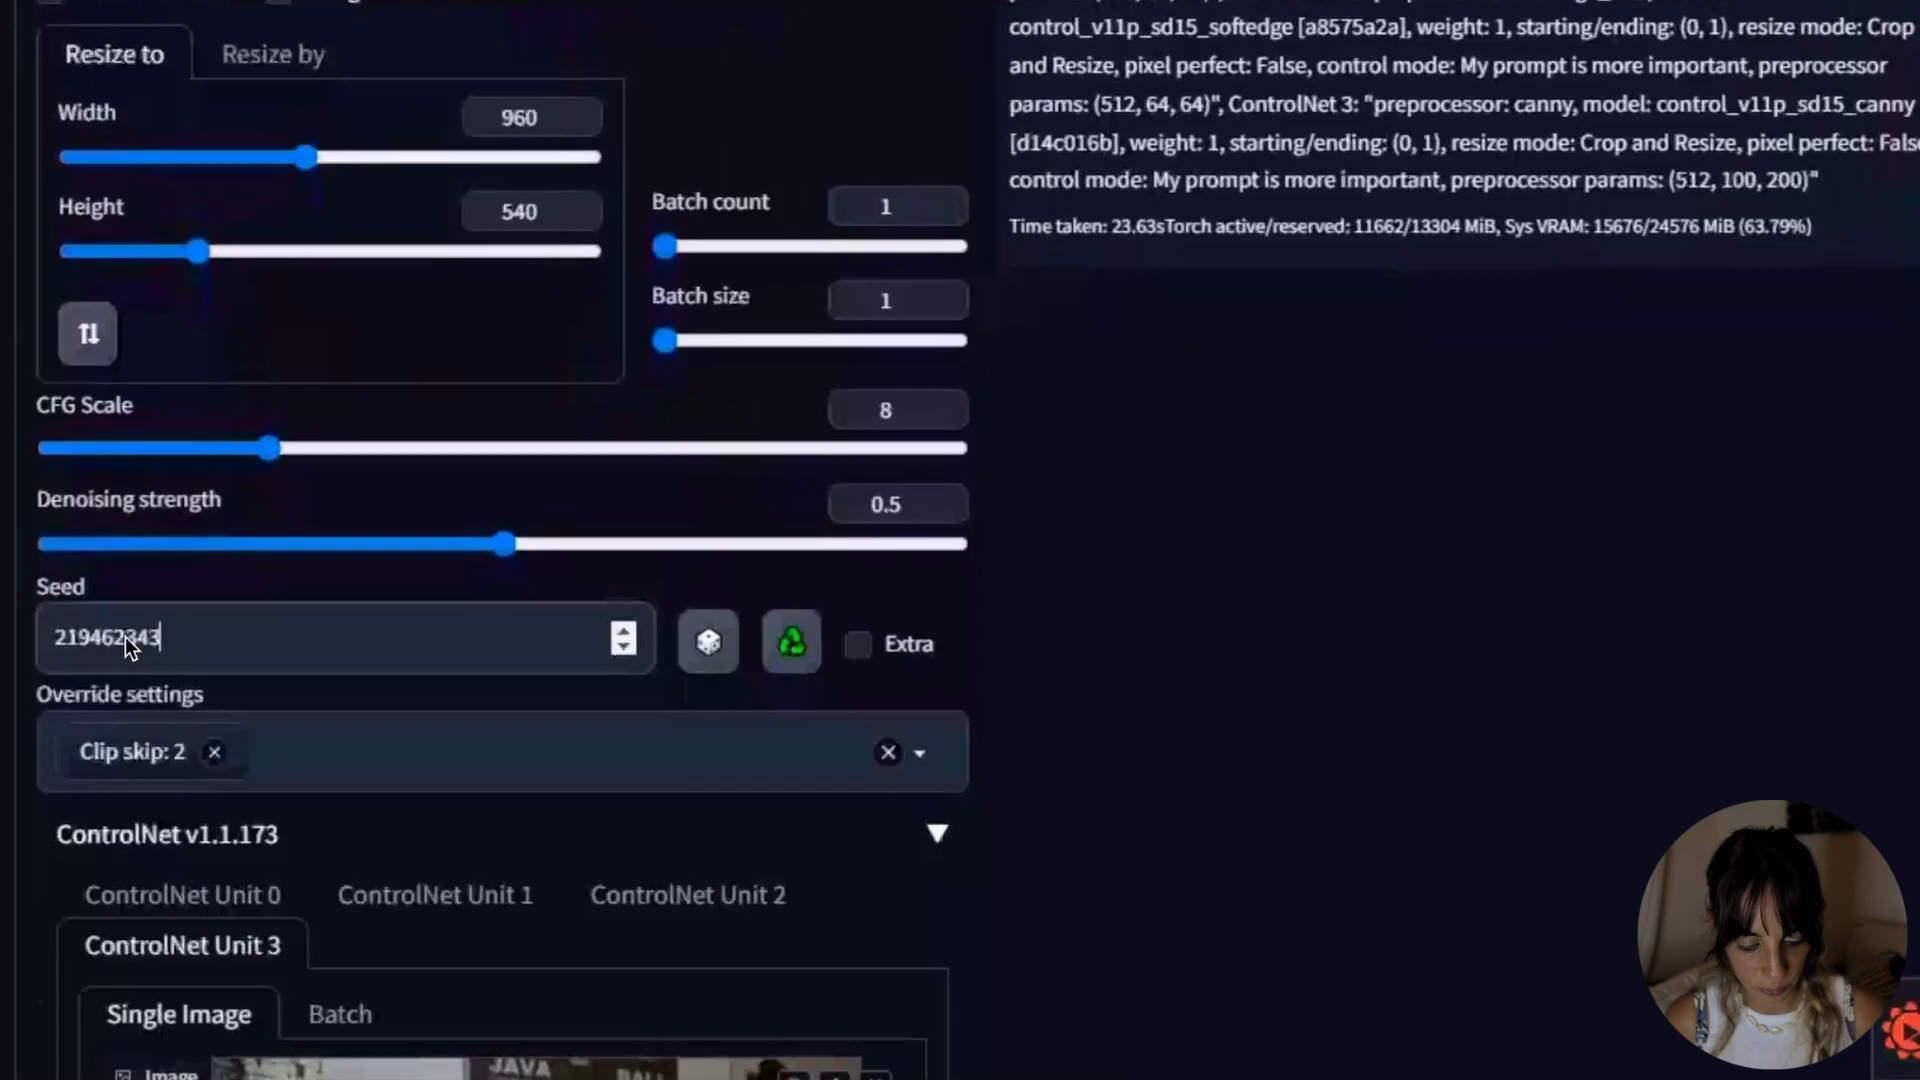 Resize to
Resize by
Width
960
Height
540
Batch count
1
Batch size
1
CFG Scale
8
Denoising strength
0.5
Seed
219462343
Extra
Override settings
Clip skip: 2
ControlNet v1.1.173
ControlNet Unit 0
ControlNet Unit 1
ControlNet Unit 2
ControlNet Unit 3
Single Image
Batch
Image
JAVA
control_v11p_sd15_softedge [a8575a2a], weight: 1, starting/ending: (0, 1), resize mode: Crop
and Resize, pixel perfect: False, control mode: My prompt is more important, preprocessor
params: (512, 64, 64)", ControlNet 3: "preprocessor: canny, model: control_v11p_sd15_canny
[d14c016b], weight: 1, starting/ending: (0, 1), resize mode: Crop and Resize, pixel perfect: False
control mode: My prompt is more important, preprocessor params: (512, 100, 200)"
Time taken: 23.63sTorch active/reserved: 11662/13304 MiB, Sys VRAM: 15676/24576 MiB (63.79%)